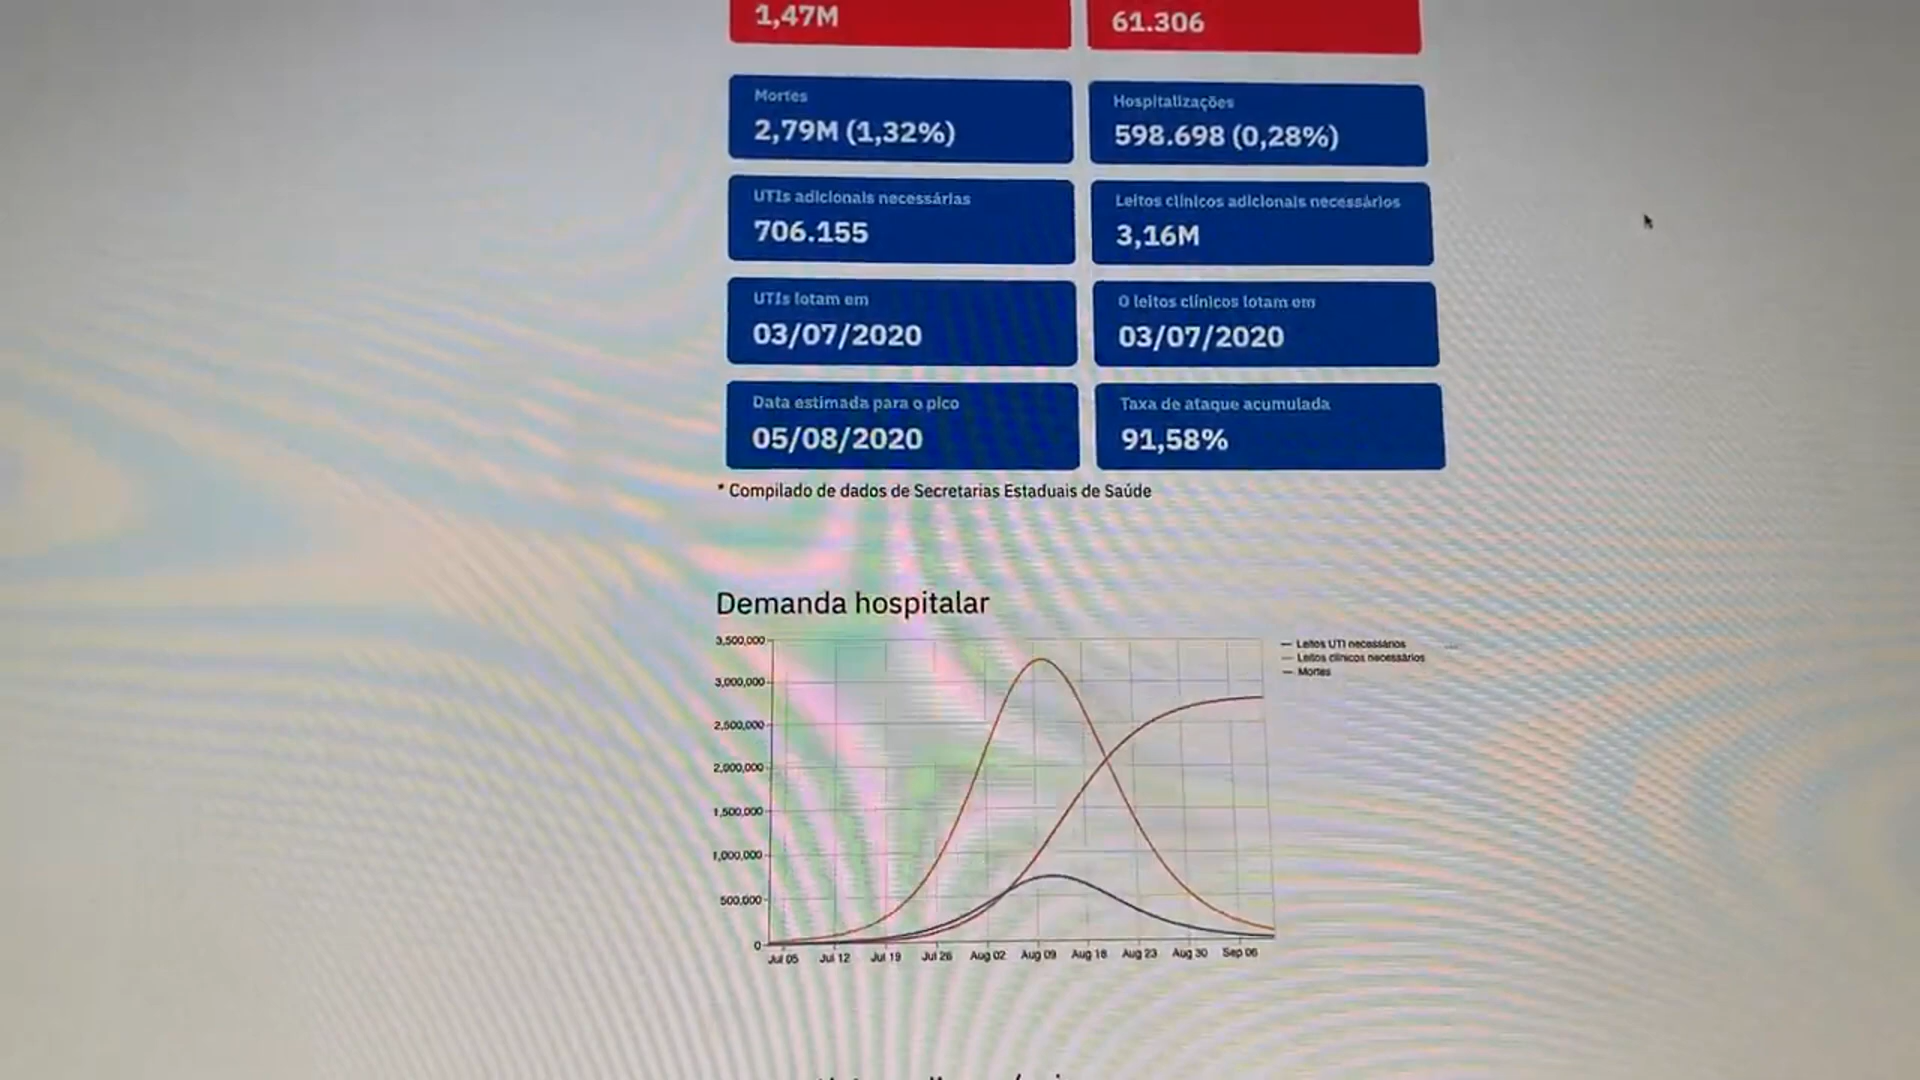 1,47M
61.306
Mortes
2,79M (1,32%)
Hospitalizações
598.698 (0,28%)
UTIs adicionais necessárias
706.155
Leitos clínicos adicionais necessários
3,16M
UTIs lotam em
03/07/2020
O leitos clínicos lotam em
03/07/2020
Data estimada para o pico
05/08/2020
Taxa de ataque acumulada
91,58%
* Compilado de dados de Secretarias Estaduais de Saúde
Demanda hospitalar
3,500,000
3,000,000
2,500,000
2,000,000
1,500,000
1,000,000
500,000
0
Jul 05
Jul 12
Jul 19
Jul 26
Aug 02
Aug 09
Aug 16
Aug 23
Aug 30
Sep 06
Leitos UTI necessários
Leitos clínicos necessários
Mortes